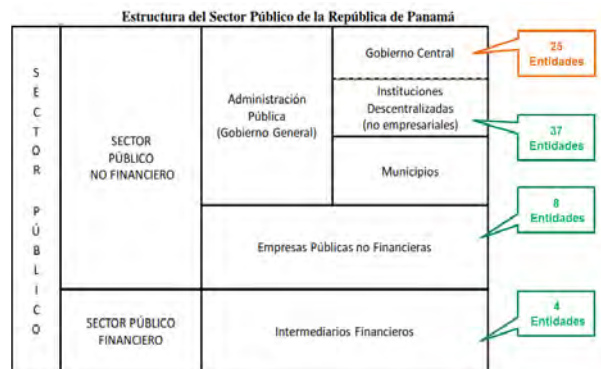 Estructura del Sector Público de la República de Panamá
SECTOR PÚBLICO
SECTOR
PÚBLICO
NO FINANCIERO
Administración
Pública
(Gobierno General)
Gobierno Central
25
Entidades
Instituciones
Descentralizadas
(no empresariales)
37
Entidades
Municipios
Empresas Públicas no Financieras
8
Entidades
SECTOR PÚBLICO
FINANCIERO
Intermediarios Financieros
4
Entidades